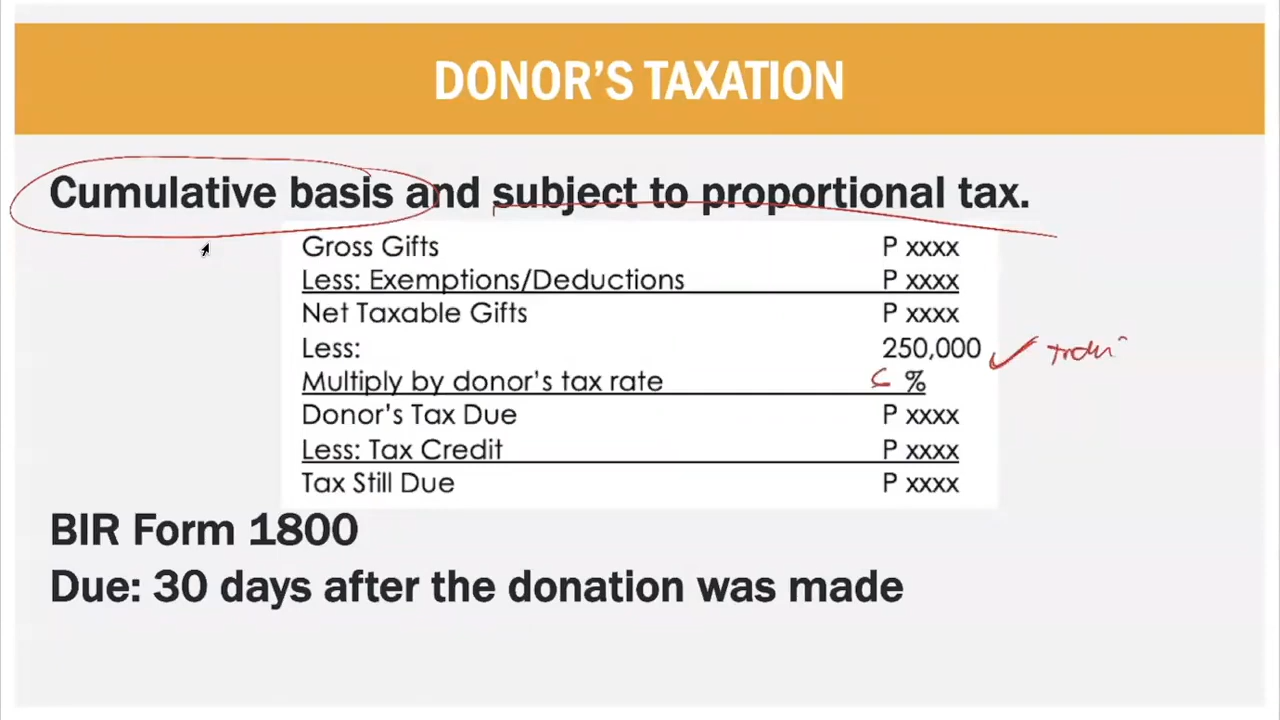 DONOR'S TAXATION
Cumulative basis and subject to proportional tax.
Gross Gifts P xxxx
Less: Exemptions/Deductions P xxxx
Net Taxable Gifts P xxxx
Less: 250,000
Multiply by donor's tax rate %
Donor's Tax Due P xxxx
Less: Tax Credit P xxxx
Tax Still Due P xxxx
BIR Form 1800
Due: 30 days after the donation was made